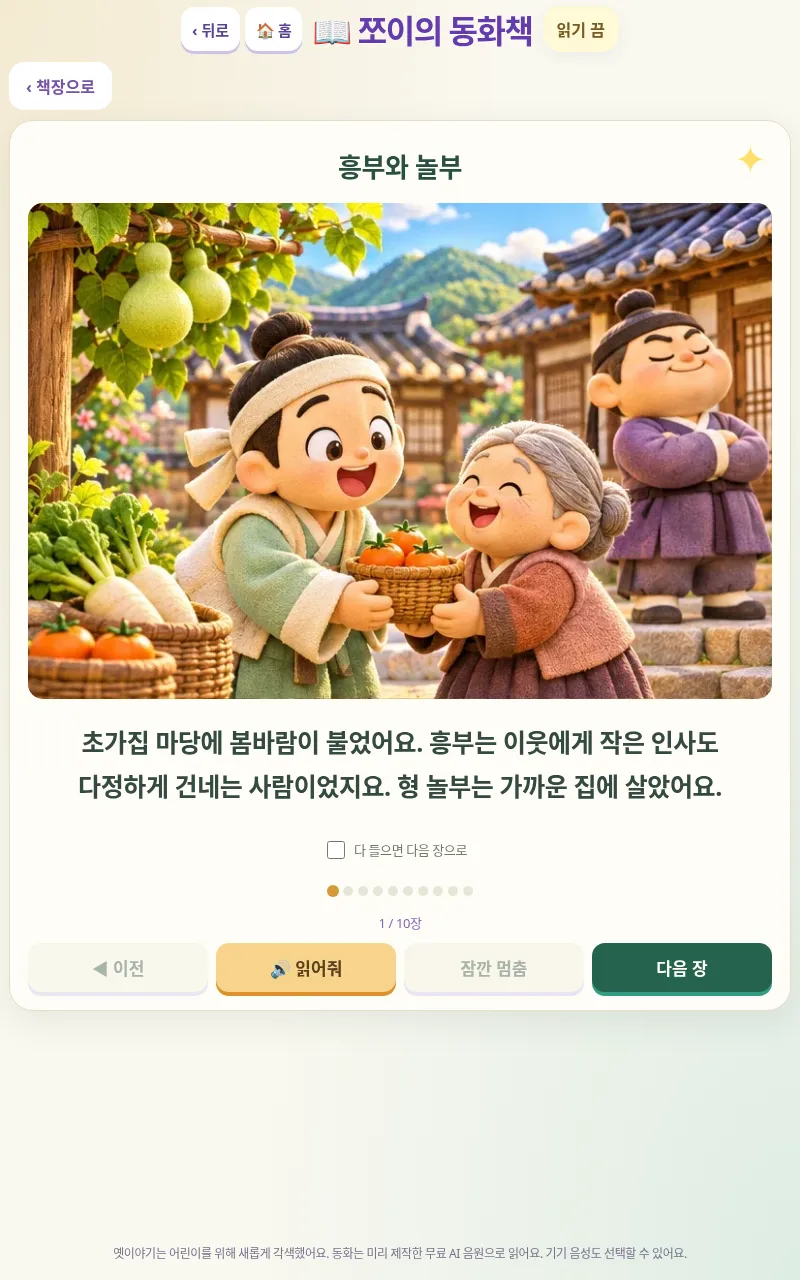 ‹ 뒤로
🏠 홈
📖 쪼이의 동화책
읽기 끝
‹ 책장으로
흥부와 놀부
초가집 마당에 봄바람이 불었어요. 흥부는 이웃에게 작은 인사도
다정하게 건네는 사람이었지요. 형 놀부는 가까운 집에 살았어요.
다 들으면 다음 장으로
1 / 10장
◀ 이전
🔊 읽어줘
잠깐 멈춤
다음 장
옛이야기는 어린이를 위해 새롭게 각색했어요. 동화는 미리 제작한 무료 AI 음원으로 읽어요. 기기 음성도 선택할 수 있어요.